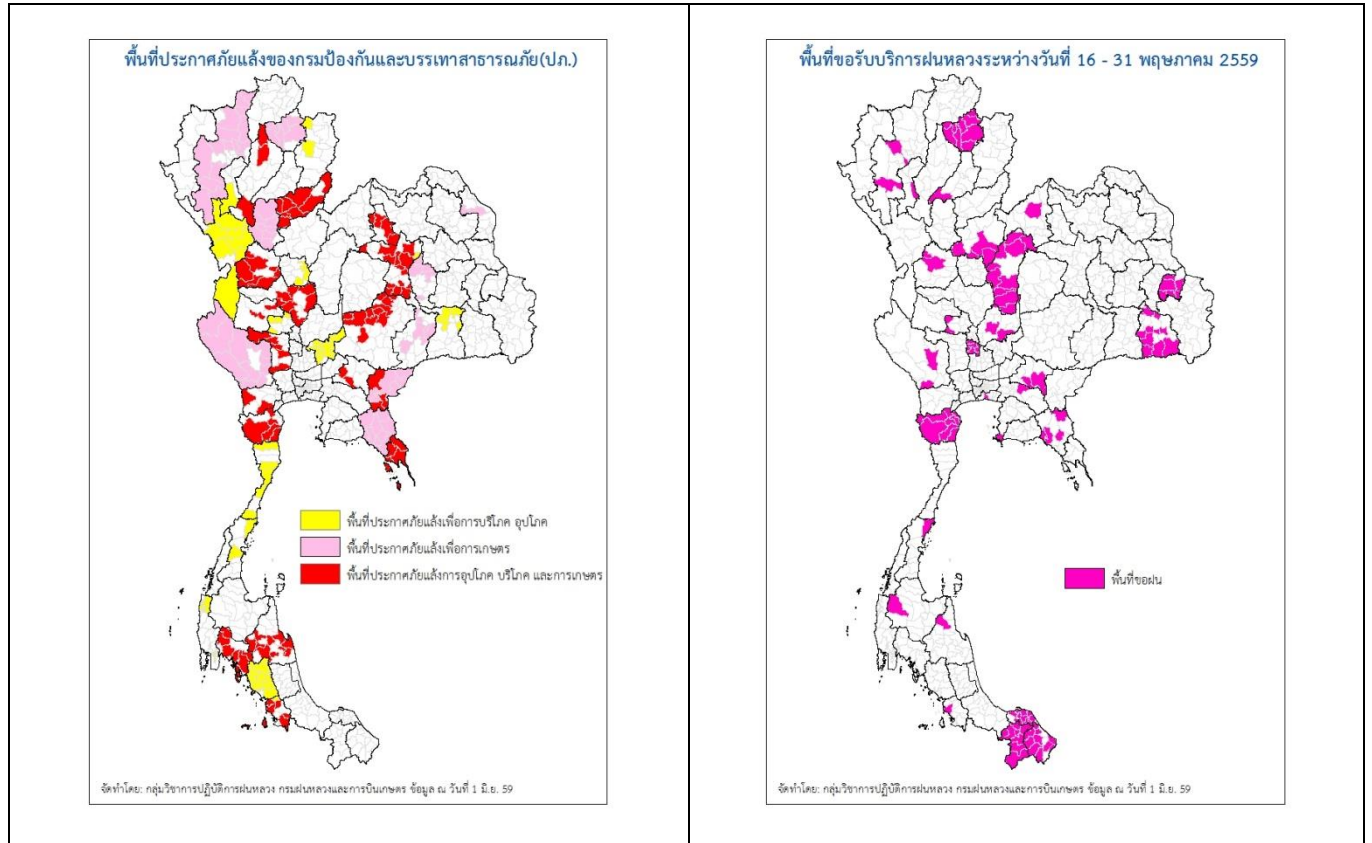 พื้นที่ประกาศภัยแล้งของกรมป้องกันและบรรเทาสาธารณภัย(ปภ.)
พื้นที่ประกาศภัยแล้งเพื่อการบริโภค อุปโภค
พื้นที่ประกาศภัยแล้งเพื่อการเกษตร
พื้นที่ประกาศภัยแล้งการอุปโภค บริโภค และการเกษตร
จัดทำโดย: กลุ่มวิชาการปฏิบัติการฝนหลวง กรมฝนหลวงและการบินเกษตร ข้อมูล ณ วันที่ 1 มิ.ย. 59
พื้นที่ขอรับบริการฝนหลวงระหว่างวันที่ 16 - 31 พฤษภาคม 2559
พื้นที่ขอฝน
จัดทำโดย: กลุ่มวิชาการปฏิบัติการฝนหลวง กรมฝนหลวงและการบินเกษตร ข้อมูล ณ วันที่ 1 มิ.ย. 59